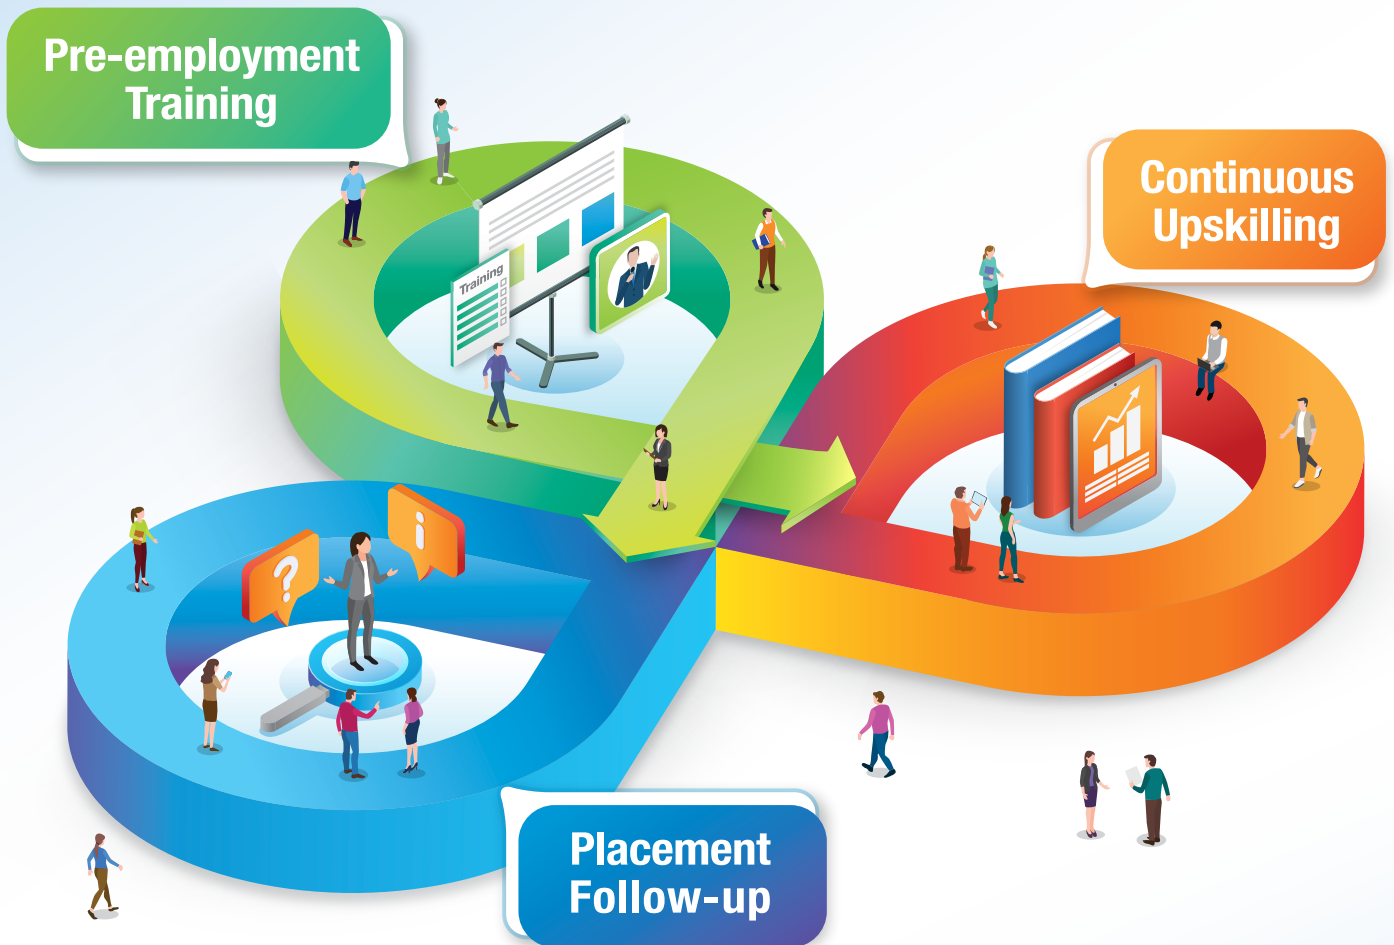 Pre-employment
Training
Continuous
Upskilling
Training
?
i
Placement
Follow-up